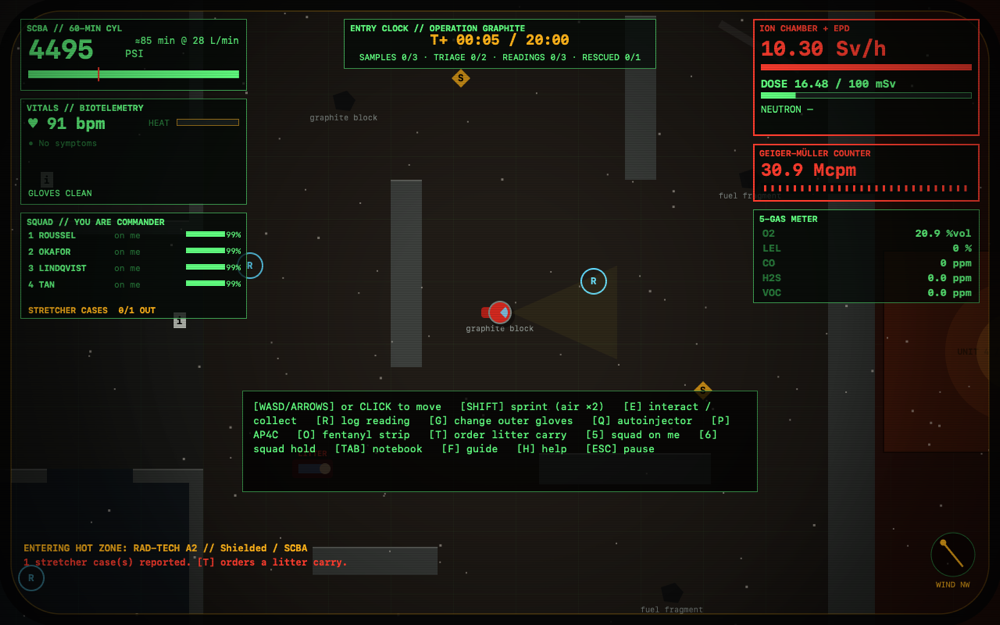 SCBA // 60-MIN CYL
4495 PSI
≈85 min @ 28 L/min
VITALS // BIOTELEMETRY
♥ 91 bpm
HEAT
No symptoms
i
GLOVES CLEAN
SQUAD // YOU ARE COMMANDER
1 ROUSSEL on me 99%
2 OKAFOR on me 99%
3 LINDQVIST on me 99%
4 TAN on me 99%
STRETCHER CASES 0/1 OUT
i
ENTRY CLOCK // OPERATION GRAPHITE
T+ 00:05 / 20:00
SAMPLES 0/3 · TRIAGE 0/2 · READINGS 0/3 · RESCUED 0/1
S
graphite block
R
R
graphite block
S
ION CHAMBER + EPD
10.30 Sv/h
DOSE 16.48 / 100 mSv
NEUTRON —
GEIGER-MÜLLER COUNTER
30.9 Mcpm
fuel fragment
5-GAS METER
O2 20.9 %vol
LEL 0 %
CO 0 ppm
H2S 0.0 ppm
VOC 0.0 ppm
[WASD/ARROWS] or CLICK to move [SHIFT] sprint (air ×2) [E] interact /
collect [R] log reading [G] change outer gloves [Q] autoinjector [P]
AP4C [O] fentanyl strip [T] order litter carry [5] squad on me [6]
squad hold [TAB] notebook [F] guide [H] help [ESC] pause
ENTERING HOT ZONE: RAD-TECH A2 // Shielded / SCBA
1 stretcher case(s) reported. [T] orders a litter carry.
R
fuel fragment
WIND NW